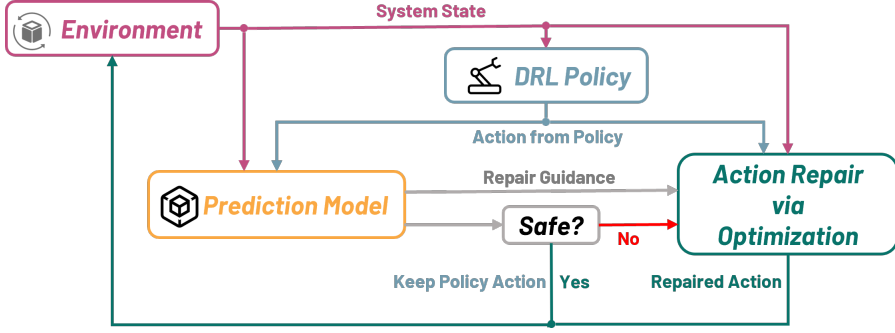 System State
Environment
DRL Policy
Action from Policy
Repair Guidance
Prediction Model
Action Repair
via
Optimization
Safe?
No
Keep Policy Action
Yes
Repaired Action